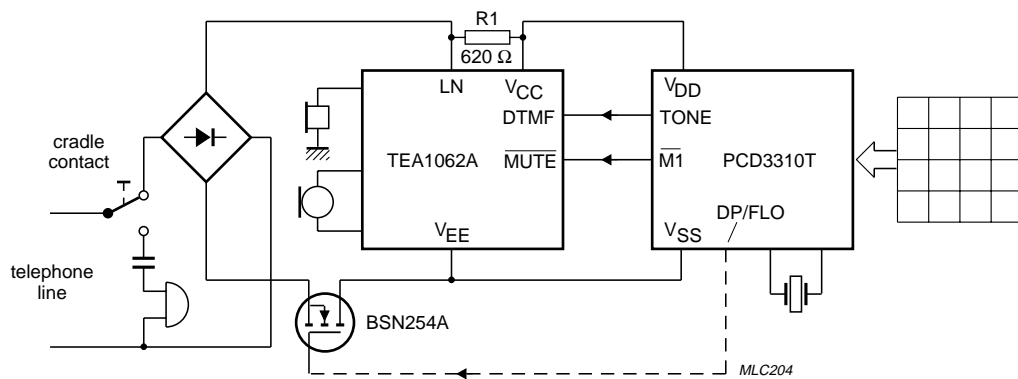 R1
620 Ω
LN
VCC
VDD
DTMF
TONE
cradle
contact
TEA1062A
MUTE
M1
PCD3310T
DP/FLO
VEE
VSS
telephone
line
BSN254A
MLC204